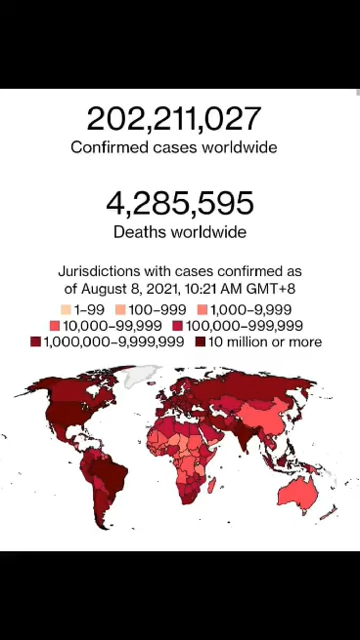 202,211,027
Confirmed cases worldwide
4,285,595
Deaths worldwide
Jurisdictions with cases confirmed as
of August 8, 2021, 10:21 AM GMT+8
1–99 100–999 1,000–9,999
10,000–99,999 100,000–999,999
1,000,000–9,999,999 10 million or more